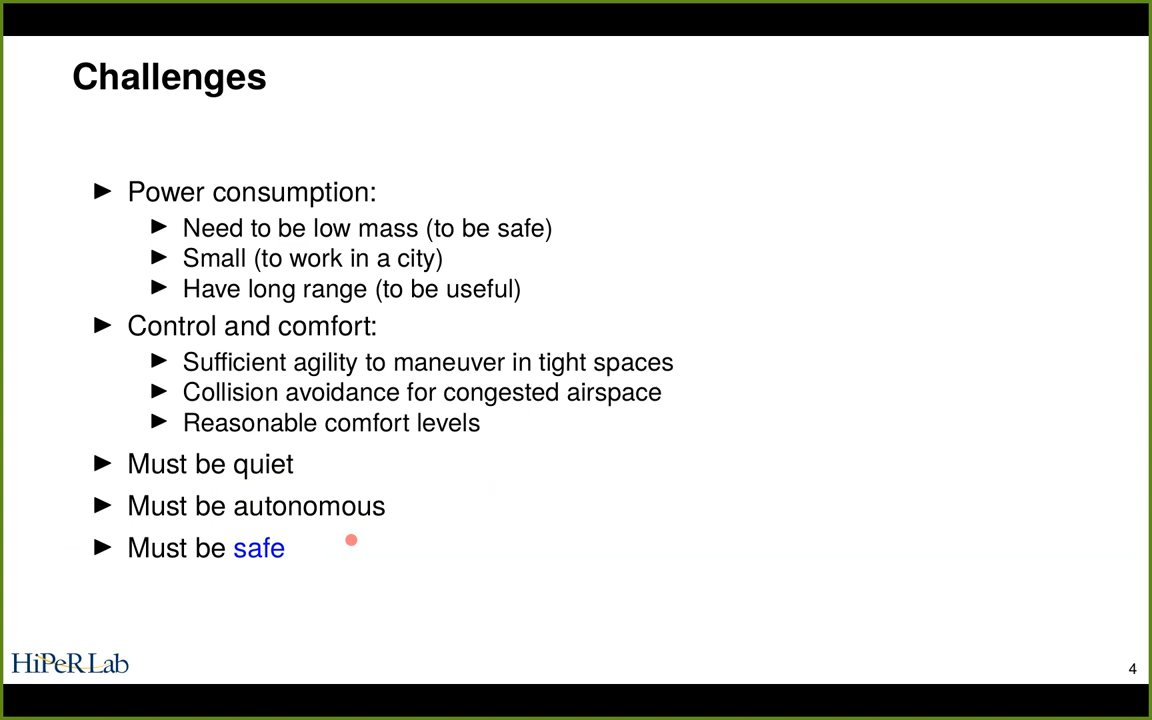 Challenges
Power consumption:
Need to be low mass (to be safe)
Small (to work in a city)
Have long range (to be useful)
Control and comfort:
Sufficient agility to maneuver in tight spaces
Collision avoidance for congested airspace
Reasonable comfort levels
Must be quiet
Must be autonomous
Must be safe
HiPeRLab
4